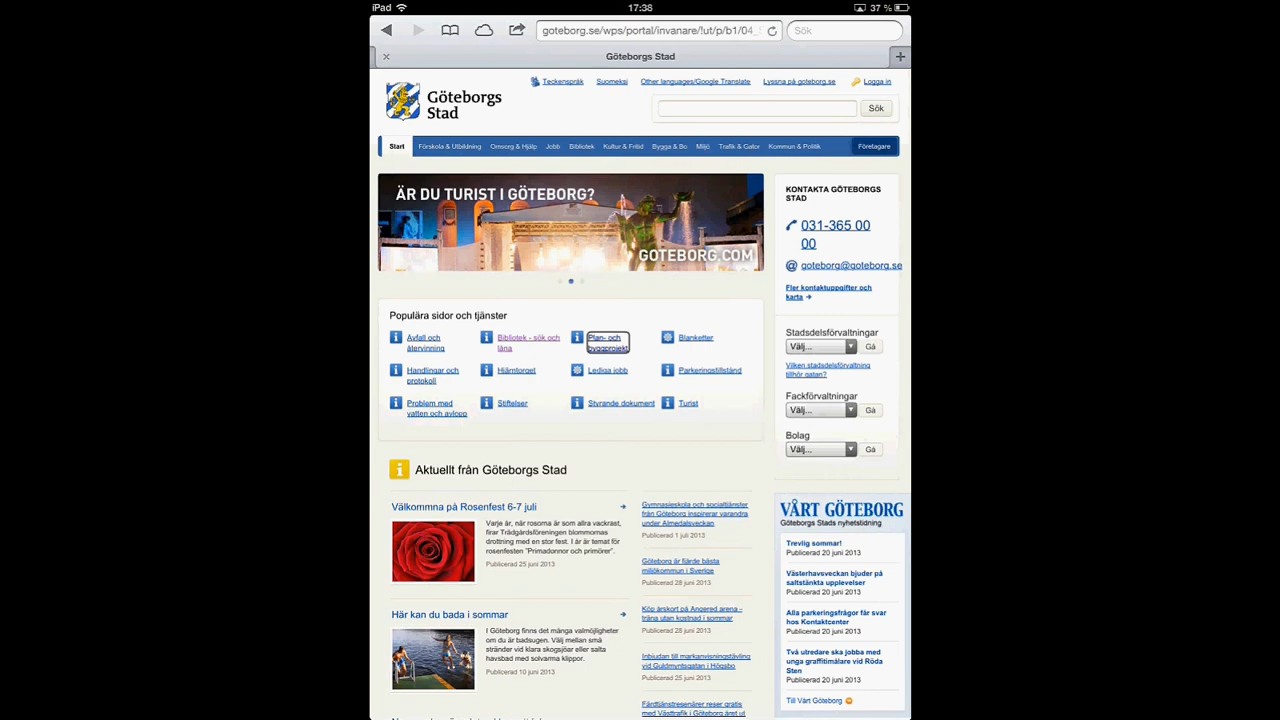 iPad
17:38
37 %
goteborg.se/wps/portal/invanare/!ut/p/b1/04_
Sök
Göteborgs Stad
Teckenspråk
Suomeksi
Other languages/Google Translate
Lyssna på goteborg.se
Logga in
Göteborgs
Stad
Sök
Start
Förskola & Utbildning
Omsorg & Hjälp
Jobb
Bibliotek
Kultur & Fritid
Bygga & Bo
Miljö
Trafik & Gator
Kommun & Politik
Företagare
ÄR DU TURIST I GÖTEBORG?
GOTEBORG.COM
Populära sidor och tjänster
Avfall och
återvinning
Bibliotek - sök och
låna
Plan- och
byggprojekt
Blanketter
Handlingar och
protokoll
Hjärntorget
Lediga jobb
Parkeringstillstånd
Problem med
vatten och avlopp
Stiftelser
Styrande dokument
Turist
Aktuellt från Göteborgs Stad
Välkommna på Rosenfest 6-7 juli
Varje år, när rosorna är som allra vackrast,
firar Trädgårdsföreningen blommornas
drottning med en stor fest. I år är temat för
rosenfesten "Primadonnor och primörer".
Publicerad 25 juni 2013
Här kan du bada i sommar
I Göteborg finns det många valmöjligheter
om du är badsugen. Välj mellan små
stränder vid klara skogsjöar eller salta
havsbad med solvarma klippor.
Publicerad 10 juni 2013
Gymnasieskola och socialtjänster
från Göteborg inspirerar varandra
under Almedalsveckan
Publicerad 1 juli 2013
Göteborg är fjärde bästa
miljökommun i Sverige
Publicerad 28 juni 2013
Köp årskort på Angered arena -
träna utan kostnad i sommar
Publicerad 28 juni 2013
Inbjudan till markanvisningstävling
vid Guldmyntsgatan i Högsbo
Publicerad 25 juni 2013
Färdtjänstresenärer reser gratis
med Västtrafik i Göteborg året ut
KONTAKTA GÖTEBORGS
STAD
031-365 00
00
goteborg@goteborg.se
Fler kontaktuppgifter och
karta
Stadsdelsförvaltningar
Välj...
Gå
Vilken stadsdelsförvaltning
tillhör gatan?
Fackförvaltningar
Välj...
Gå
Bolag
Välj...
Gå
VÅRT GÖTEBORG
Göteborgs Stads nyhetstidning
Trevlig sommar!
Publicerad 20 juni 2013
Västerhavsveckan bjuder på
saltstänkta upplevelser
Publicerad 20 juni 2013
Alla parkeringsfrågor får svar
hos Kontaktcenter
Publicerad 20 juni 2013
Två utredare ska jobba med
unga graffitimålare vid Röda
Sten
Publicerad 20 juni 2013
Till Vårt Göteborg